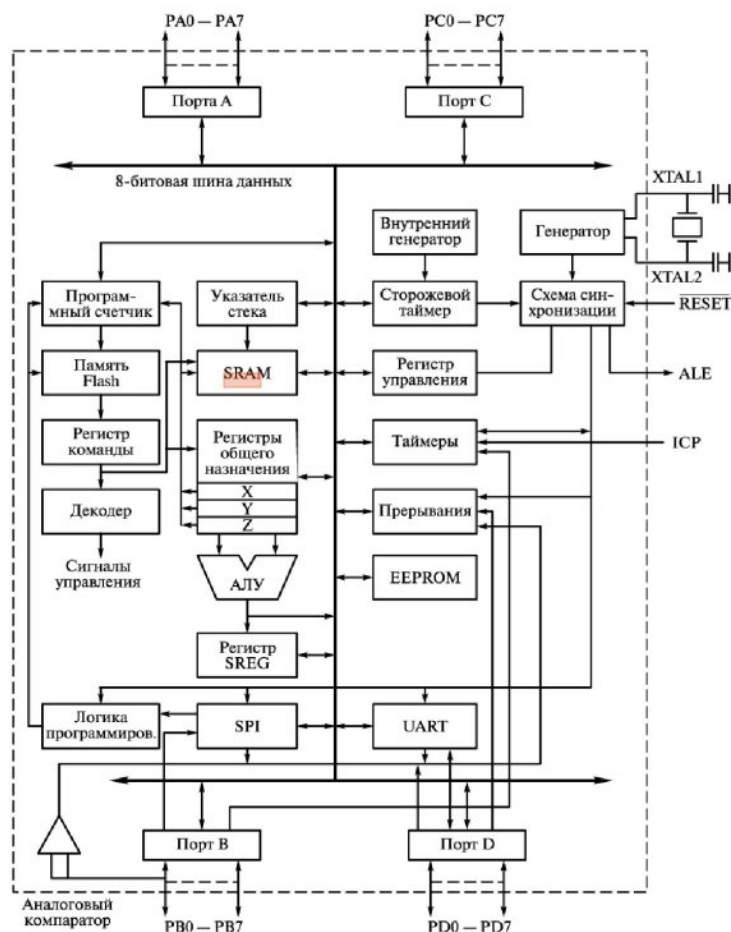 PA0 — PA7
PC0 — PC7
Порта A
Порт C
8-битовая шина данных
XTAL1
Внутренний
генератор
Генератор
XTAL2
Програм-
мный счетчик
Указатель
стека
Сторожевой
таймер
Схема син-
хронизации
RESET
Память
Flash
SRAM
Регистр
управления
ALE
Регистр
команды
Регистры
общего
назначения
Таймеры
ICP
X
Y
Z
Декодер
Прерывания
Сигналы
управления
АЛУ
EEPROM
Регистр
SREG
Логика
программиров.
SPI
UART
Порт B
Порт D
Аналоговый
компаратор
PB0 — PB7
PD0 — PD7